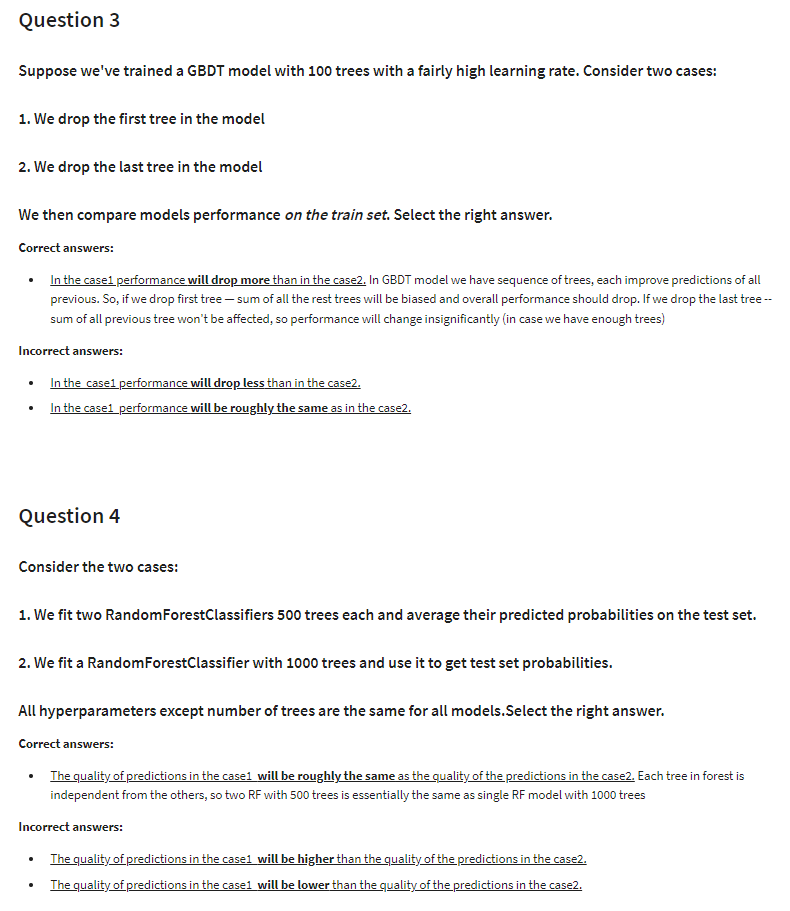 Question 3
Suppose we've trained a GBDT model with 100 trees with a fairly high learning rate. Consider two cases:
1. We drop the first tree in the model
2. We drop the last tree in the model
We then compare models performance on the train set. Select the right answer.
Correct answers:
• In the case1 performance will drop more than in the case2. In GBDT model we have sequence of trees, each improve predictions of all
previous. So, if we drop first tree — sum of all the rest trees will be biased and overall performance should drop. If we drop the last tree --
sum of all previous tree won't be affected, so performance will change insignificantly (in case we have enough trees)
Incorrect answers:
• In the case1 performance will drop less than in the case2.
• In the case1 performance will be roughly the same as in the case2.
Question 4
Consider the two cases:
1. We fit two RandomForestClassifiers 500 trees each and average their predicted probabilities on the test set.
2. We fit a RandomForestClassifier with 1000 trees and use it to get test set probabilities.
All hyperparameters except number of trees are the same for all models.Select the right answer.
Correct answers:
• The quality of predictions in the case1 will be roughly the same as the quality of the predictions in the case2. Each tree in forest is
independent from the others, so two RF with 500 trees is essentially the same as single RF model with 1000 trees
Incorrect answers:
• The quality of predictions in the case1 will be higher than the quality of the predictions in the case2.
• The quality of predictions in the case1 will be lower than the quality of the predictions in the case2.